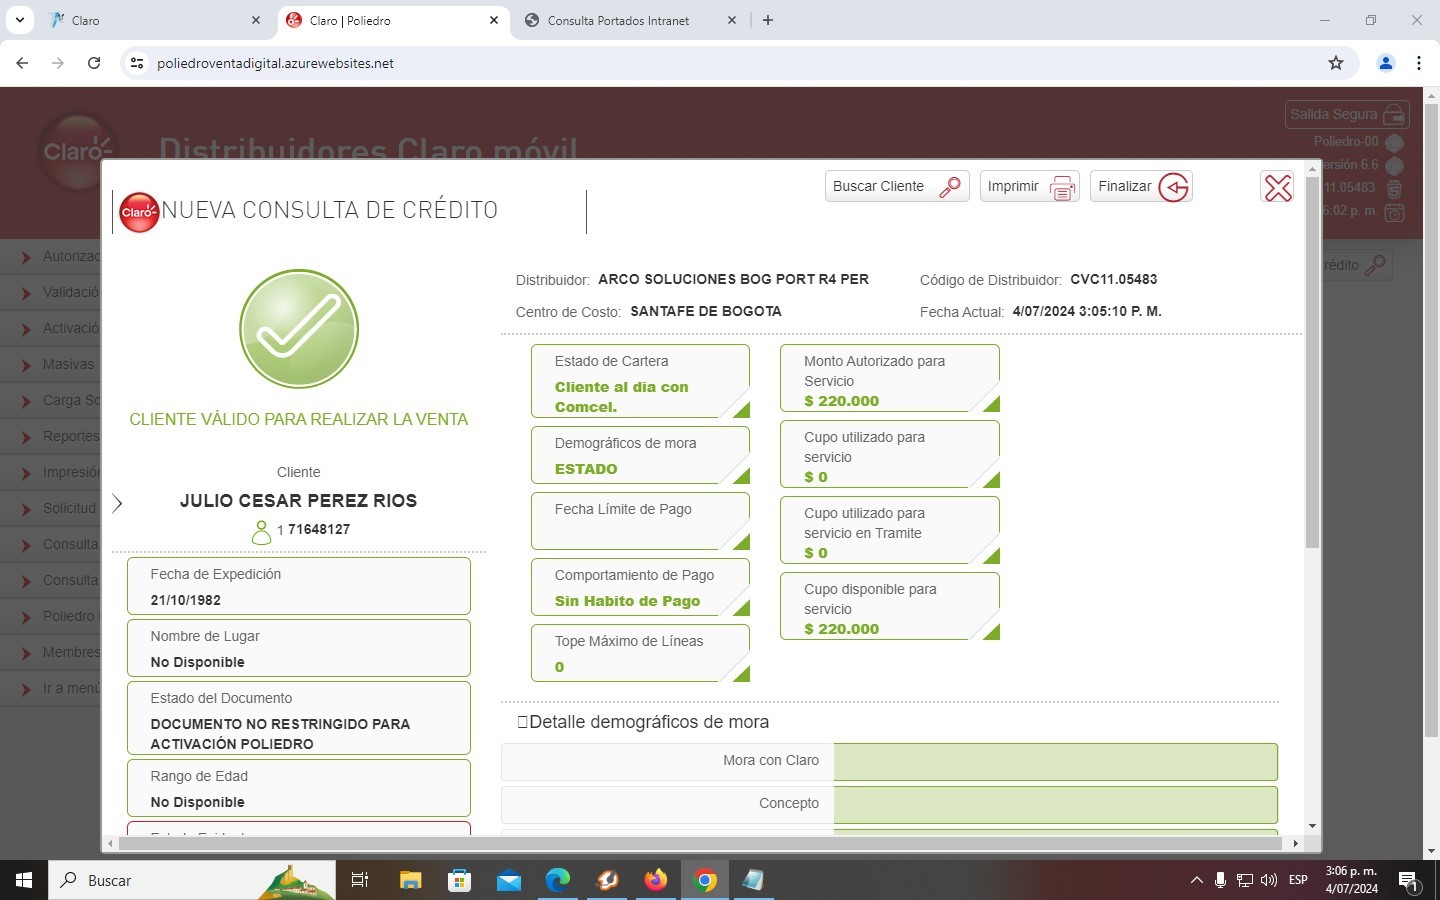 Claro
Claro | Poliedro
Consulta Portados Intranet
poliedroventadigital.azurewebsites.net
Salida Segura
Poliedro-00
ersión 6.6
11.05483
6:02 p. m.
Claro
Distribuidores Claro móvil
Autorizac
Validació
Activació
Masivas
Carga So
Reportes
Impresión
Solicitud
Consulta
Consulta
Poliedro
Membres
Ir a menú
rédito
Buscar Cliente
Imprimir
Finalizar
Claro
NUEVA CONSULTA DE CRÉDITO
CLIENTE VÁLIDO PARA REALIZAR LA VENTA
Cliente
JULIO CESAR PEREZ RIOS
1 71648127
Fecha de Expedición
21/10/1982
Nombre de Lugar
No Disponible
Estado del Documento
DOCUMENTO NO RESTRINGIDO PARA
ACTIVACIÓN POLIEDRO
Rango de Edad
No Disponible
Distribuidor: ARCO SOLUCIONES BOG PORT R4 PER
Código de Distribuidor: CVC11.05483
Centro de Costo: SANTAFE DE BOGOTA
Fecha Actual: 4/07/2024 3:05:10 P. M.
Estado de Cartera
Cliente al dia con
Comcel.
Demográficos de mora
ESTADO
Fecha Límite de Pago
Comportamiento de Pago
Sin Habito de Pago
Tope Máximo de Líneas
0
Monto Autorizado para
Servicio
$ 220.000
Cupo utilizado para
servicio
$ 0
Cupo utilizado para
servicio en Tramite
$ 0
Cupo disponible para
servicio
$ 220.000
Detalle demográficos de mora
Mora con Claro
Concepto
Buscar
ESP
3:06 p. m.
4/07/2024
1